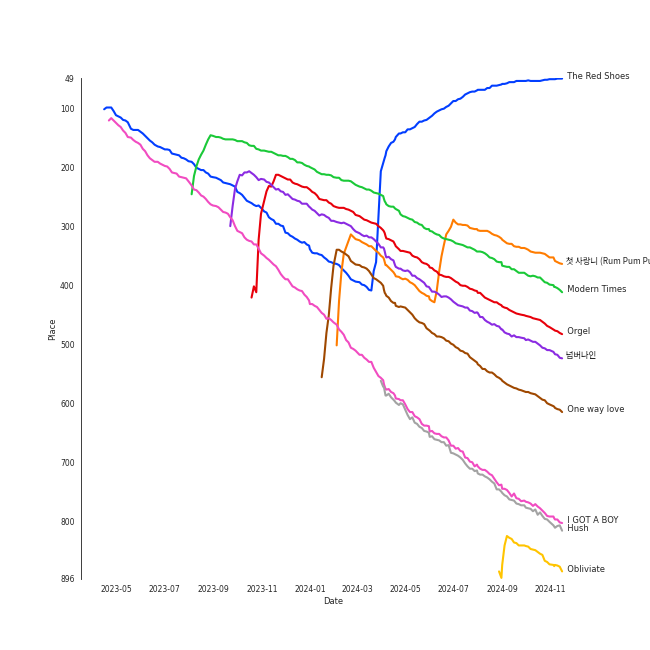 49
100
200
300
400
500
600
700
800
896
Place
2023-05
2023-07
2023-09
2023-11
2024-01
2024-03
2024-05
2024-07
2024-09
2024-11
Date
The Red Shoes
첫 사랑니 (Rum Pum Pu
Modern Times
Orgel
넘버나인
One way love
I GOT A BOY
Hush
Obliviate